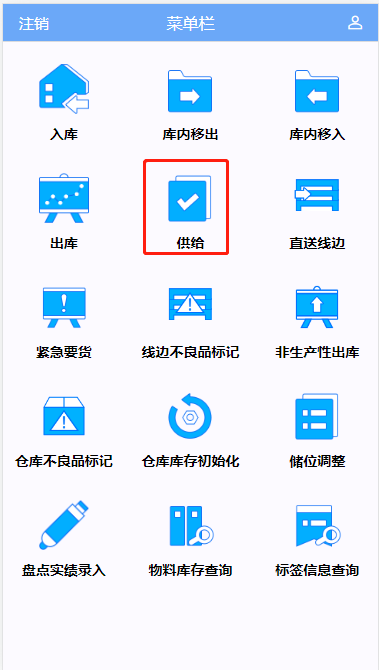 注销 菜单栏
入库 库内移出 库内移入
出库 供给 直送线边
紧急要货 线边不良品标记 非生产性出库
仓库不良品标记 仓库库存初始化 储位调整
盘点实绩录入 物料库存查询 标签信息查询